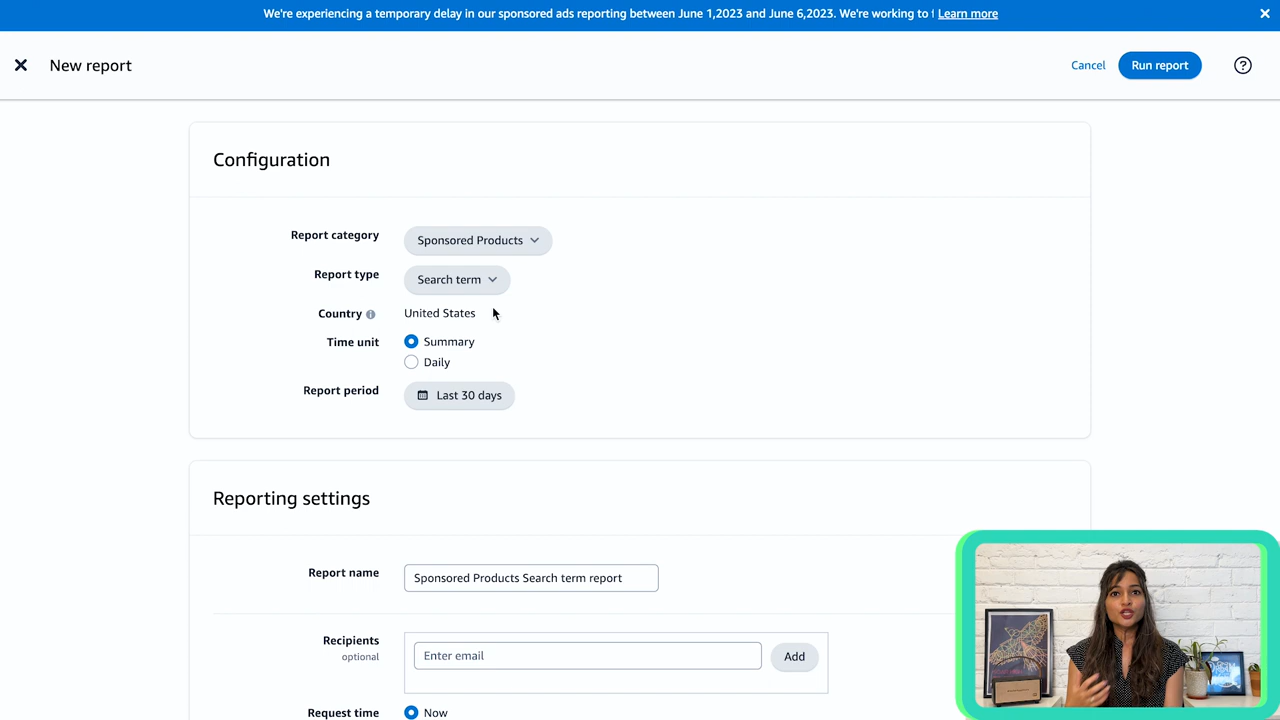 We're experiencing a temporary delay in our sponsored ads reporting between June 1,2023 and June 6,2023. We're working to Learn more
New report
Cancel
Run report
Configuration
Report category
Sponsored Products
Report type
Search term
Country
United States
Time unit
Summary
Daily
Report period
Last 30 days
Reporting settings
Report name
Sponsored Products Search term report
Recipients
optional
Enter email
Add
Request time
Now